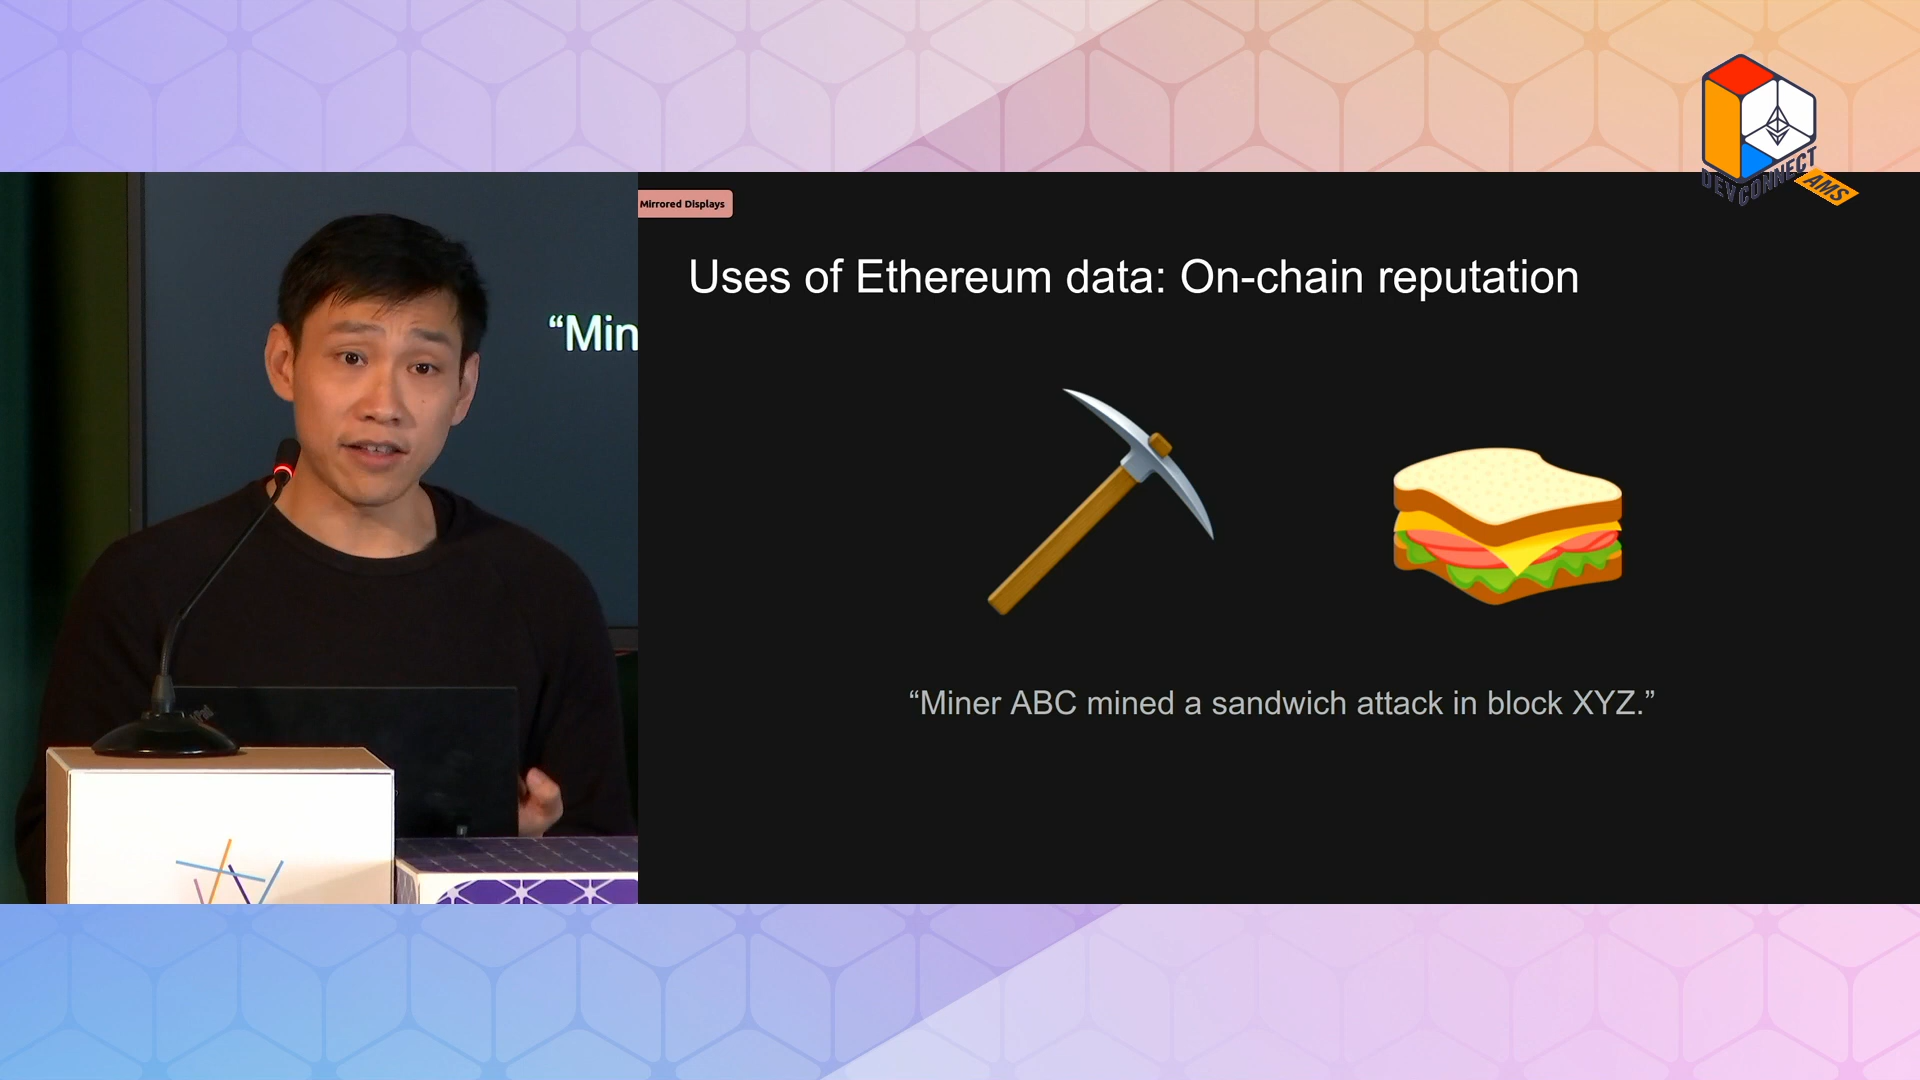 DEVCONNECT
AMS
Mirrored Displays
Uses of Ethereum data: On-chain reputation
“Min
“Miner ABC mined a sandwich attack in block XYZ.”